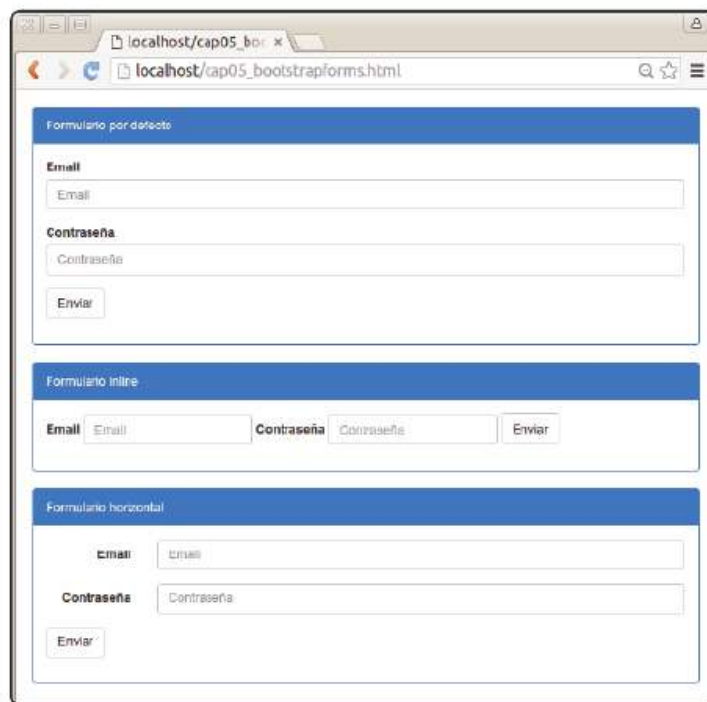 localhost/cap05_boo
localhost/cap05_bootstrapforms.html
Formulario por defecto
Email
Email
Contraseña
Contraseña
Enviar
Formulario inline
Email Email Contraseña Contraseña Enviar
Formulario horizontal
Email Email
Contraseña Contraseña
Enviar